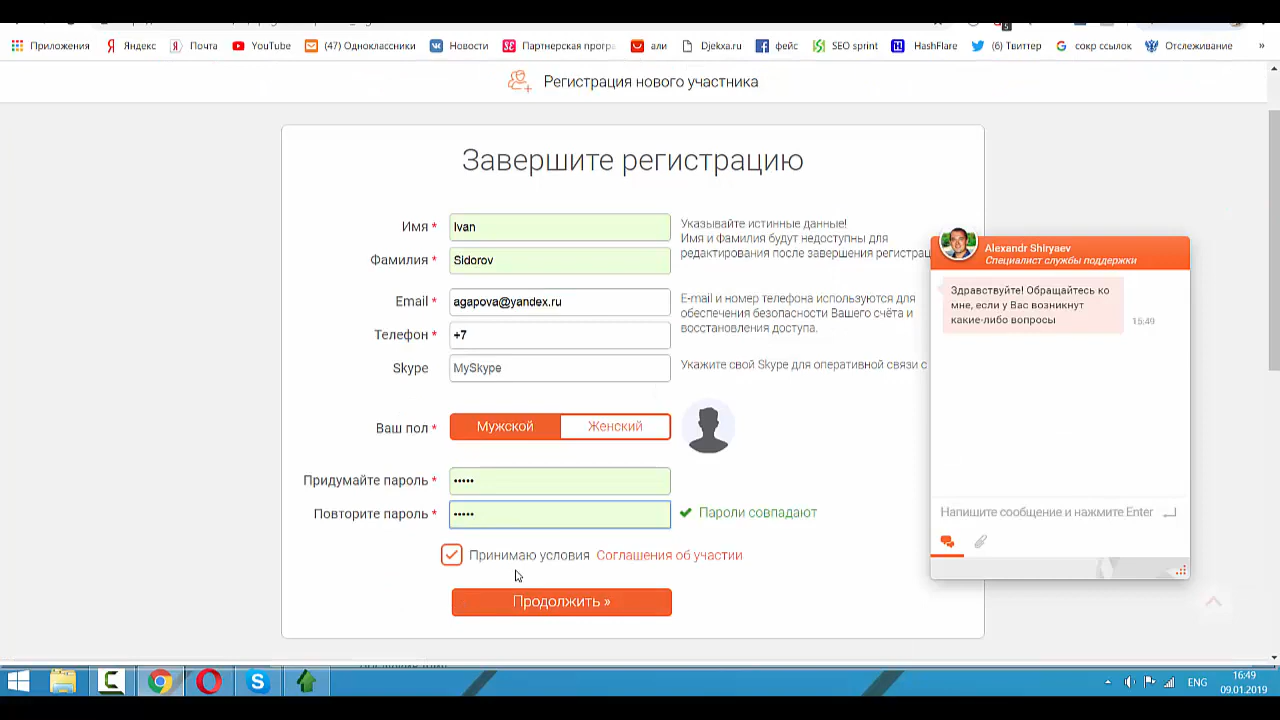 Приложения Яндекс Почта YouTube (47) Одноклассники Новости Партнерская прогр али Djekxa.ru фейс SEO sprint HashFlare (6) Твиттер сокр ссылок Отслеживание »
Регистрация нового участника
Завершите регистрацию
Имя * Ivan
Фамилия * Sidorov
Указывайте истинные данные!
Имя и Фамилия будут недоступны для
редактирования после завершения регистрац
Email * agapova@yandex.ru
Телефон * +7
E-mail и номер телефона используются для
обеспечения безопасности Вашего счёта и
восстановления доступа.
Skype MySkype
Укажите свой Skype для оперативной связи с
Ваш пол * Мужской Женский
Придумайте пароль * •••••
Повторите пароль * •••••
Пароли совпадают
Принимаю условия Соглашения об участии
Продолжить »
Alexandr Shiryaev
Специалист службы поддержки
Здравствуйте! Обращайтесь ко
мне, если у Вас возникнут
какие-либо вопросы
15:49
Напишите сообщение и нажмите Enter
ENG
16:49
09.01.2019